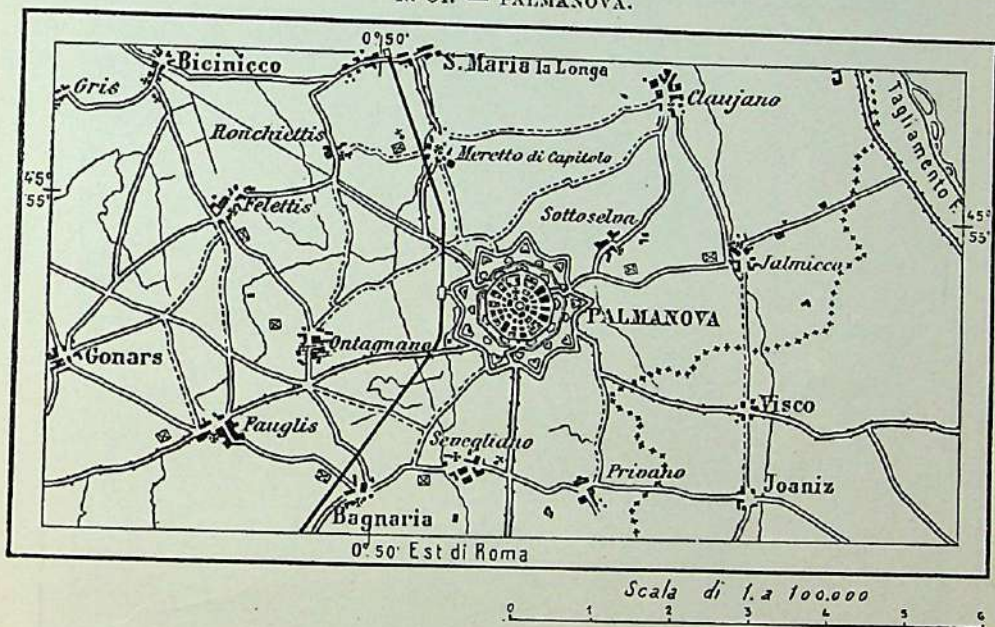 PALMANOVA.
0° 50'
Bicinicco
S. Maria la Longa
Gris
Claujano
Ronchiettis
Meretto di Capitolo
Tagliamento F.
45°
55'
Felettis
Sottoselva
45°
55'
Jalmicco
PALMANOVA
Ontagnano
Gonars
Visco
Pauglis
Sevegliano
Privano
Joaniz
Bagnaria
0° 50' Est di Roma
Scala di 1. a 100.000
0 1 2 3 4 5 6